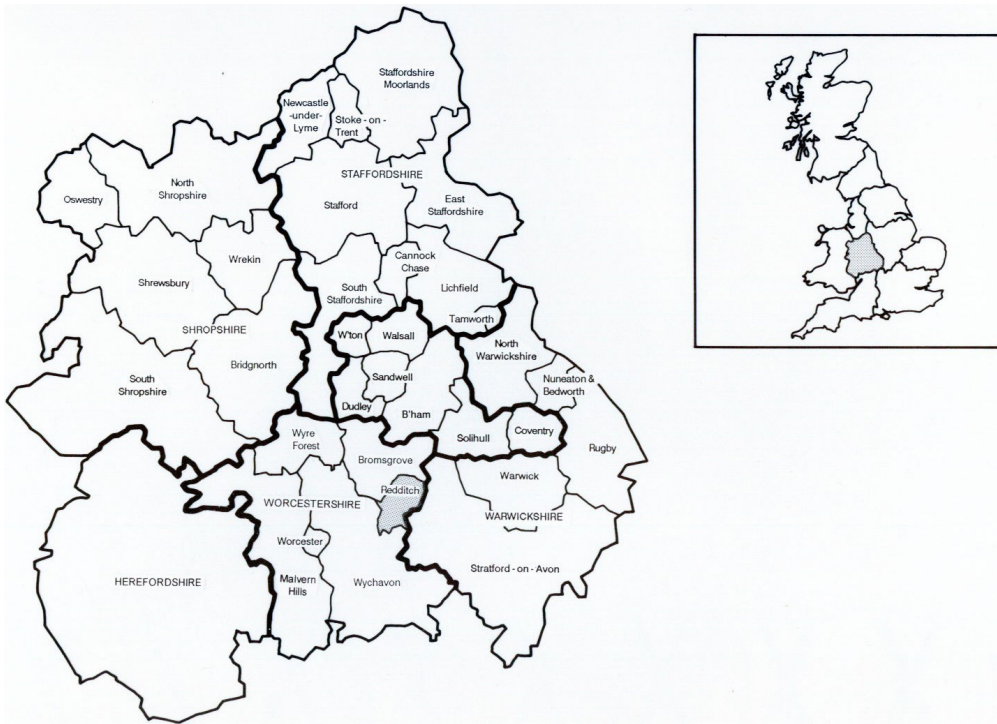 Staffordshire
Moorlands
Newcastle
-under-
Lyme
Stoke - on -
Trent
STAFFORDSHIRE
North
Shropshire
Oswestry
Stafford
East
Staffordshire
Wrekin
Cannock
Chase
Shrewsbury
South
Staffordshire
Lichfield
Tamworth
SHROPSHIRE
W'ton
Walsall
North
Warwickshire
Bridgnorth
Sandwell
Nuneaton &
Bedworth
South
Shropshire
Dudley
B'ham
Solihull
Coventry
Wyre
Forest
Rugby
Bromsgrove
Warwick
Redditch
WORCESTERSHIRE
WARWICKSHIRE
Worcester
Stratford - on - Avon
HEREFORDSHIRE
Malvern
Hills
Wychavon